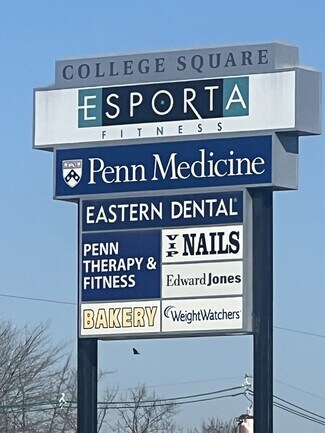 COLLEGE SQUARE
ESPORTA
FITNESS
Penn Medicine
EASTERN DENTAL®
PENN
THERAPY &
FITNESS
VIP NAILS
Edward Jones
BAKERY
WeightWatchers